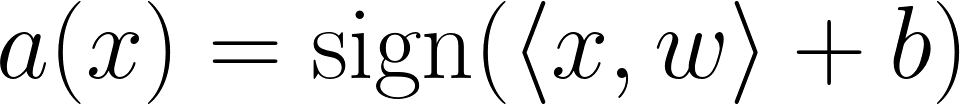 a(x) = sign(⟨x, w⟩ + b)